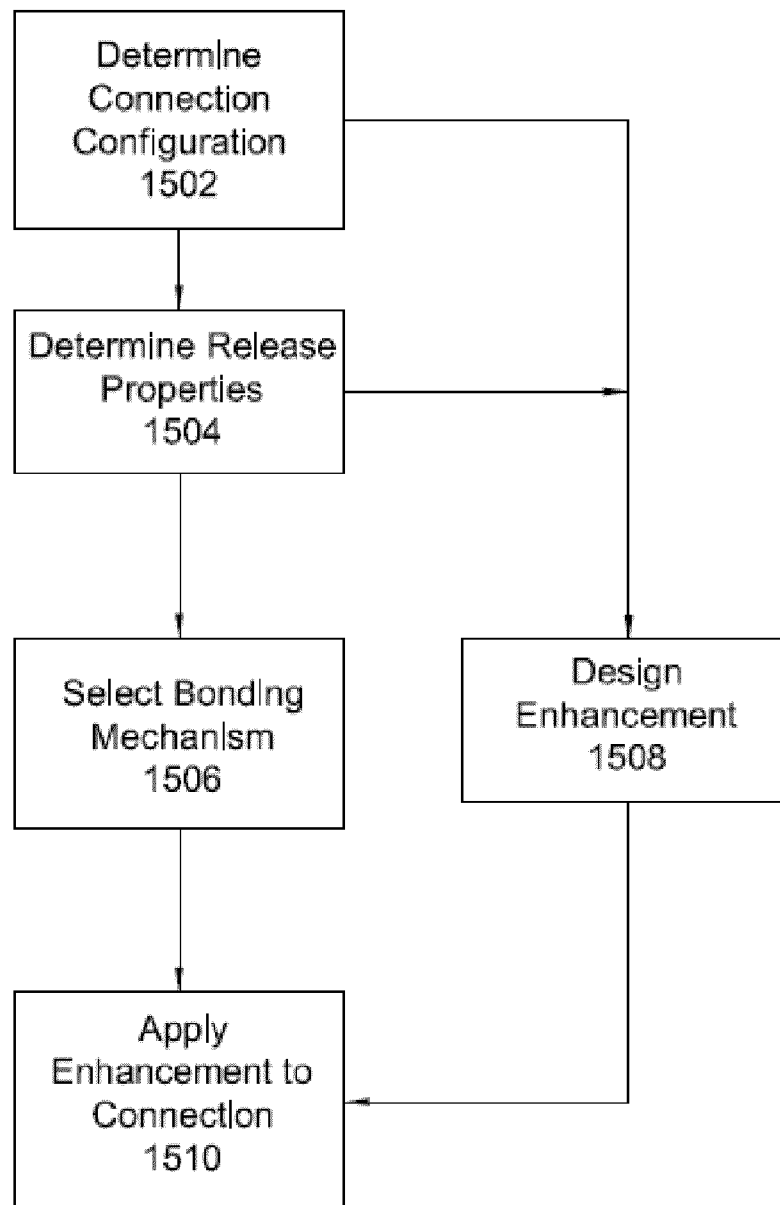 Determine
Connection
Configuration
1502
Determine Release
Properties
1504
Select Bonding
Mechanism
1506
Design
Enhancement
1508
Apply
Enhancement to
Connection
1510